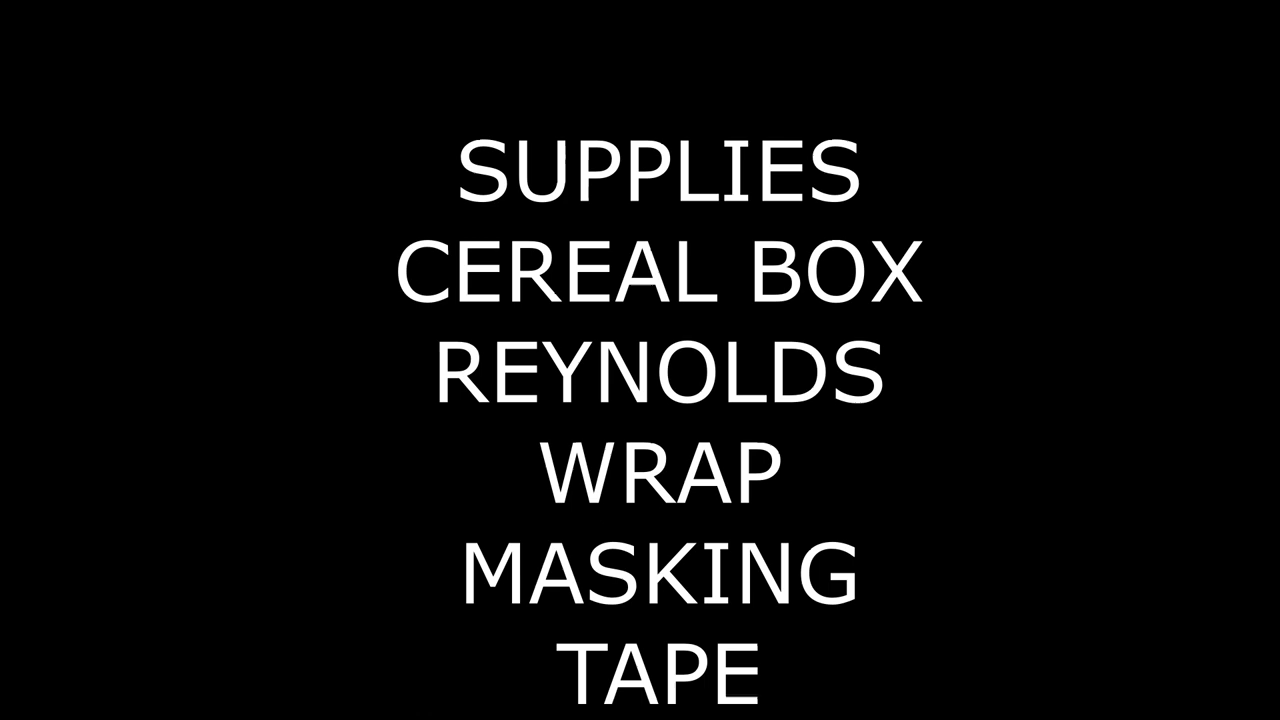 SUPPLIES
CEREAL BOX
REYNOLDS
WRAP
MASKING
TAPE